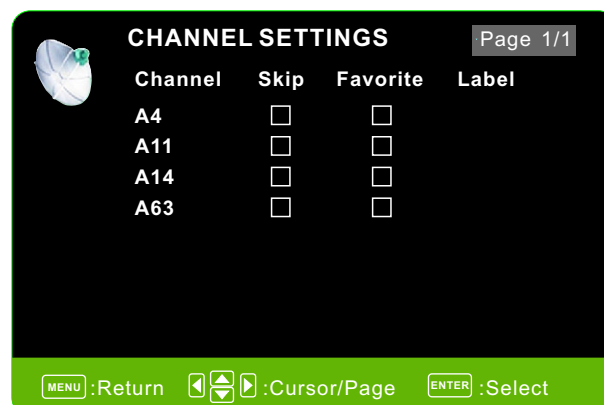 CHANNEL SETTINGS Page 1/1
Channel Skip Favorite Label
A4
A11
A14
A63
MENU :Return :Cursor/Page ENTER :Select